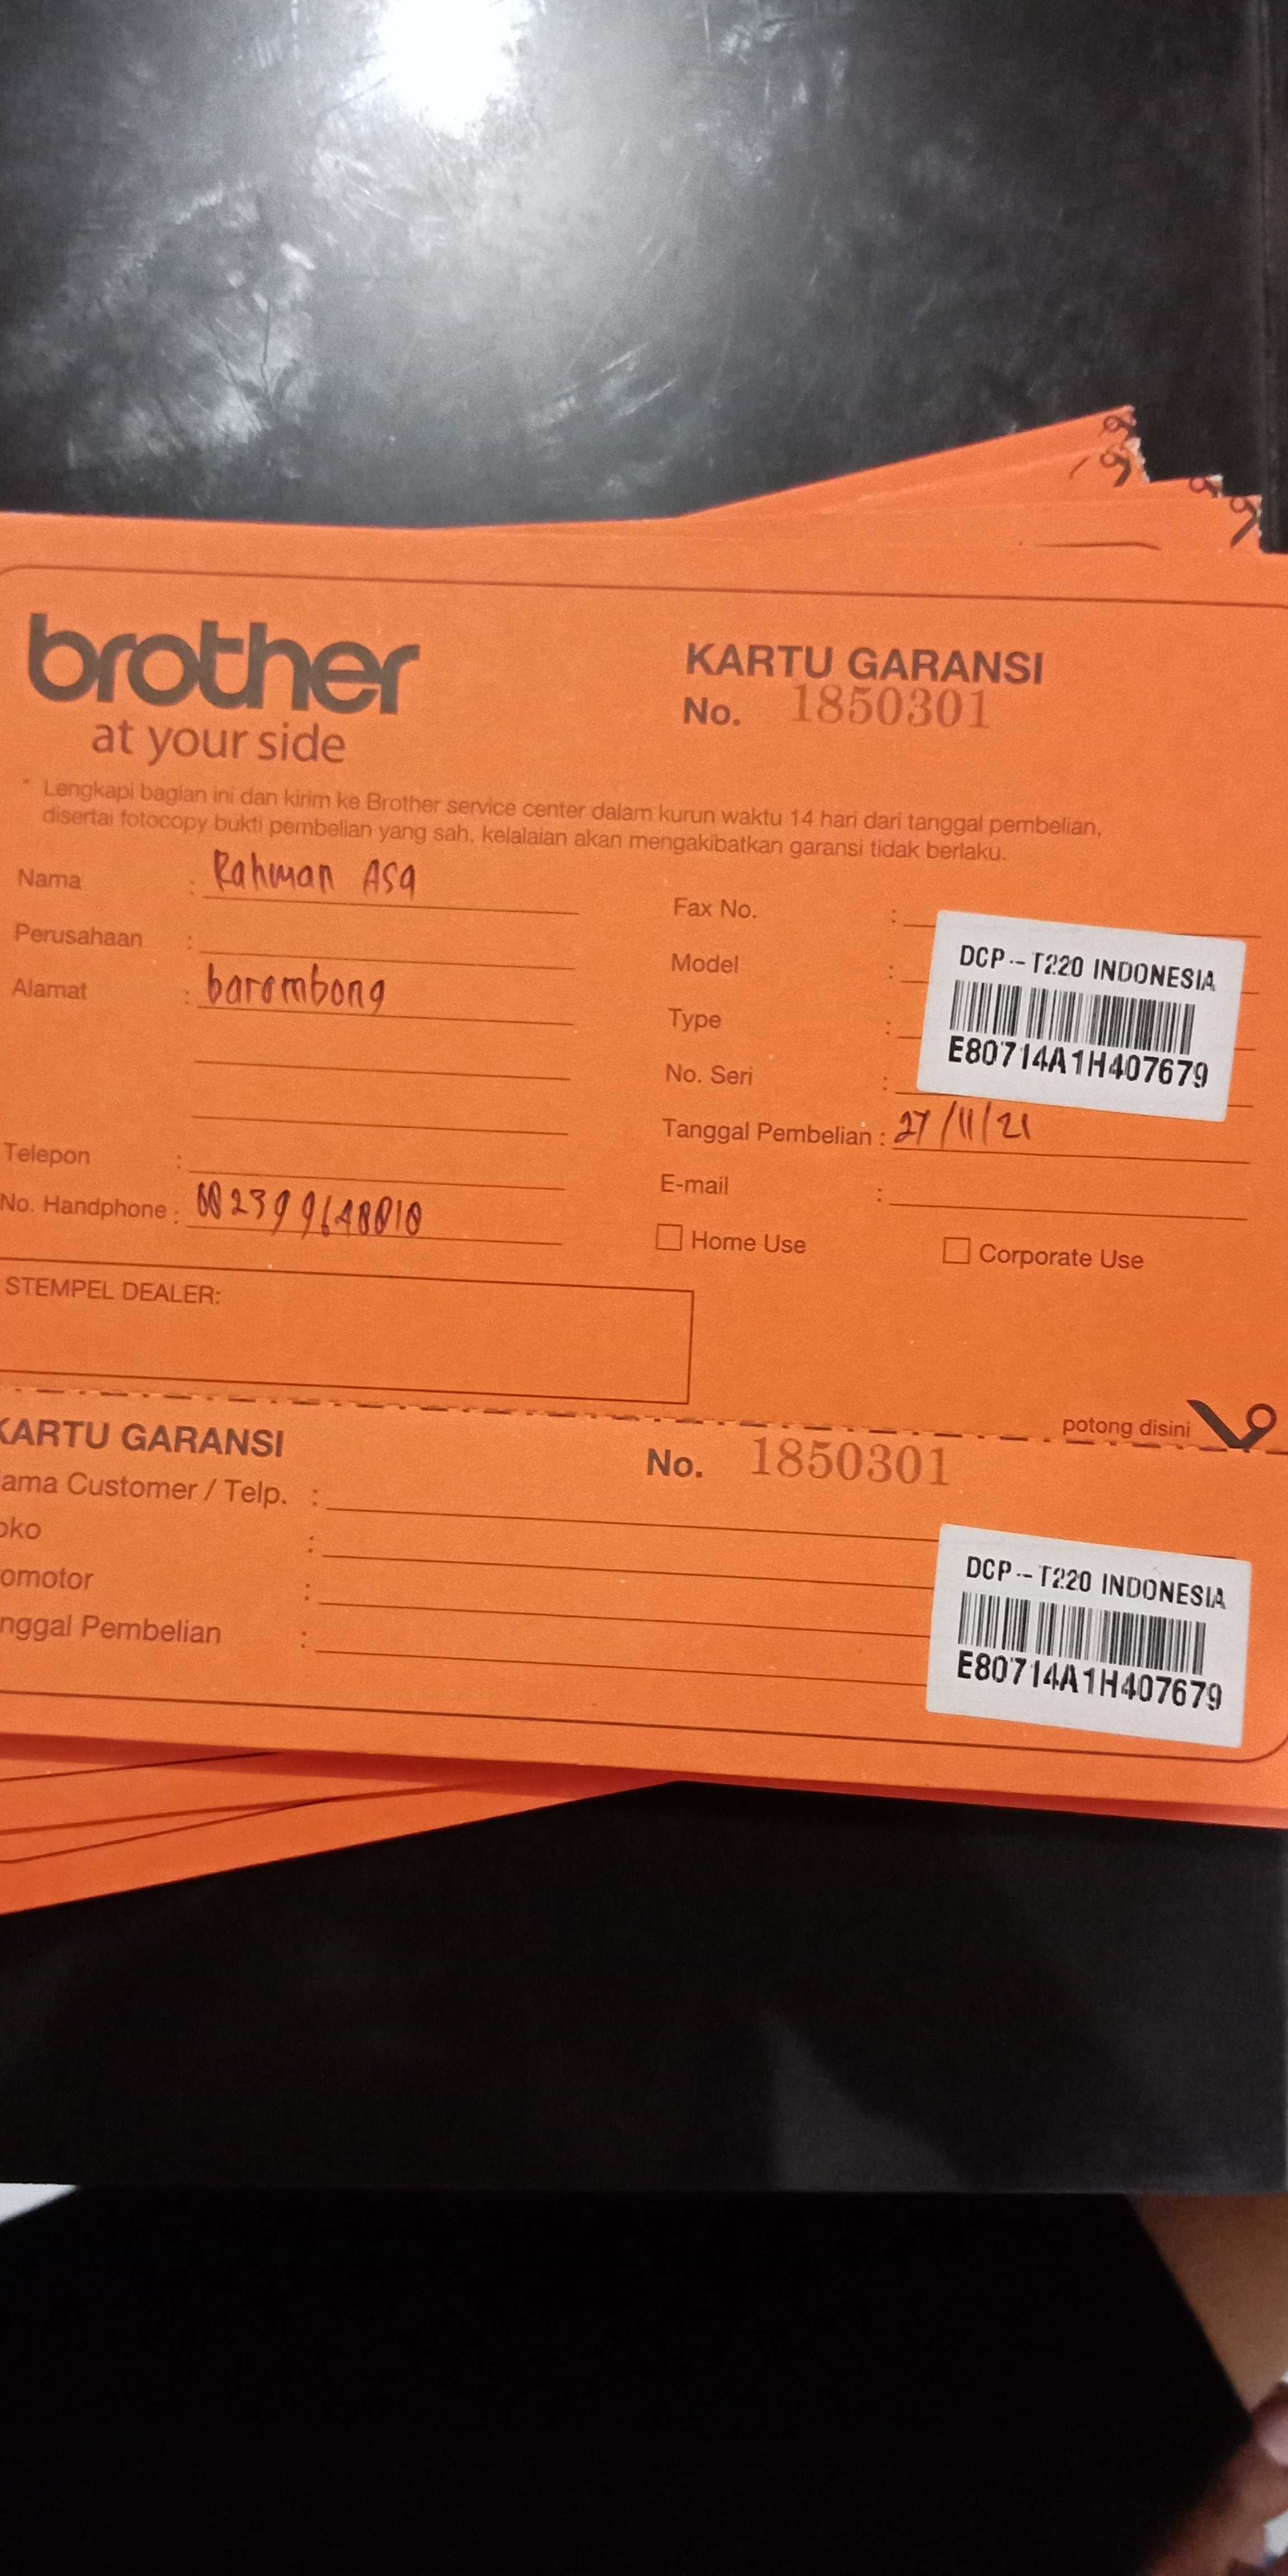 brother
at your side
KARTU GARANSI
No. 1850301
* Lengkapi bagian ini dan kirim ke Brother service center dalam kurun waktu 14 hari dari tanggal pembelian,
disertai fotocopy bukti pembelian yang sah, kelalaian akan mengakibatkan garansi tidak berlaku.
Nama : Rahman Asa
Perusahaan :
Alamat : barombong
Telepon :
No. Handphone :
Fax No. :
Model :
Type :
No. Seri :
DCP-T220 INDONESIA
E80714A1H407679
Tanggal Pembelian : 27/11/21
E-mail :
Home Use
Corporate Use
STEMPEL DEALER:
potong disini
KARTU GARANSI
No. 1850301
ama Customer / Telp. :
oko :
omotor :
nggal Pembelian :
DCP-T220 INDONESIA
E80714A1H407679